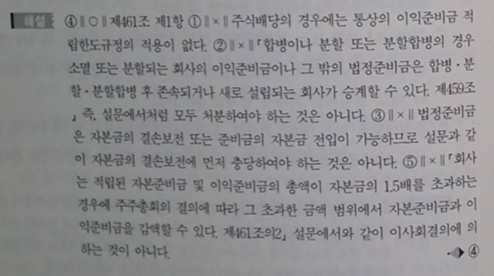 해설 ④‖○‖제461조 제1항 ①‖×‖주식배당의 경우에는 통상의 이익준비금 적
립한도규정의 적용이 없다. ②‖×‖「합병이나 분할 또는 분할합병의 경우
소멸 또는 분할되는 회사의 이익준비금이나 그 밖의 법정준비금은 합병·분
할·분할합병 후 존속되거나 새로 설립되는 회사가 승계할 수 있다. 제459조
」 즉, 설문에서처럼 모두 처분하여야 하는 것은 아니다. ③‖×‖법정준비금
은 자본금의 결손보전 또는 준비금의 자본금 전입이 가능하므로 설문과 같
이 자본금의 결손보전에 먼저 충당하여야 하는 것은 아니다. ⑤‖×‖「회사
는 적립된 자본준비금 및 이익준비금의 총액이 자본금의 1.5배를 초과하는
경우에 주주총회의 결의에 따라 그 초과한 금액 범위에서 자본준비금과 이
익준비금을 감액할 수 있다. 제461조의2」 설문에서와 같이 이사회결의에 의
하는 것이 아니다. ④